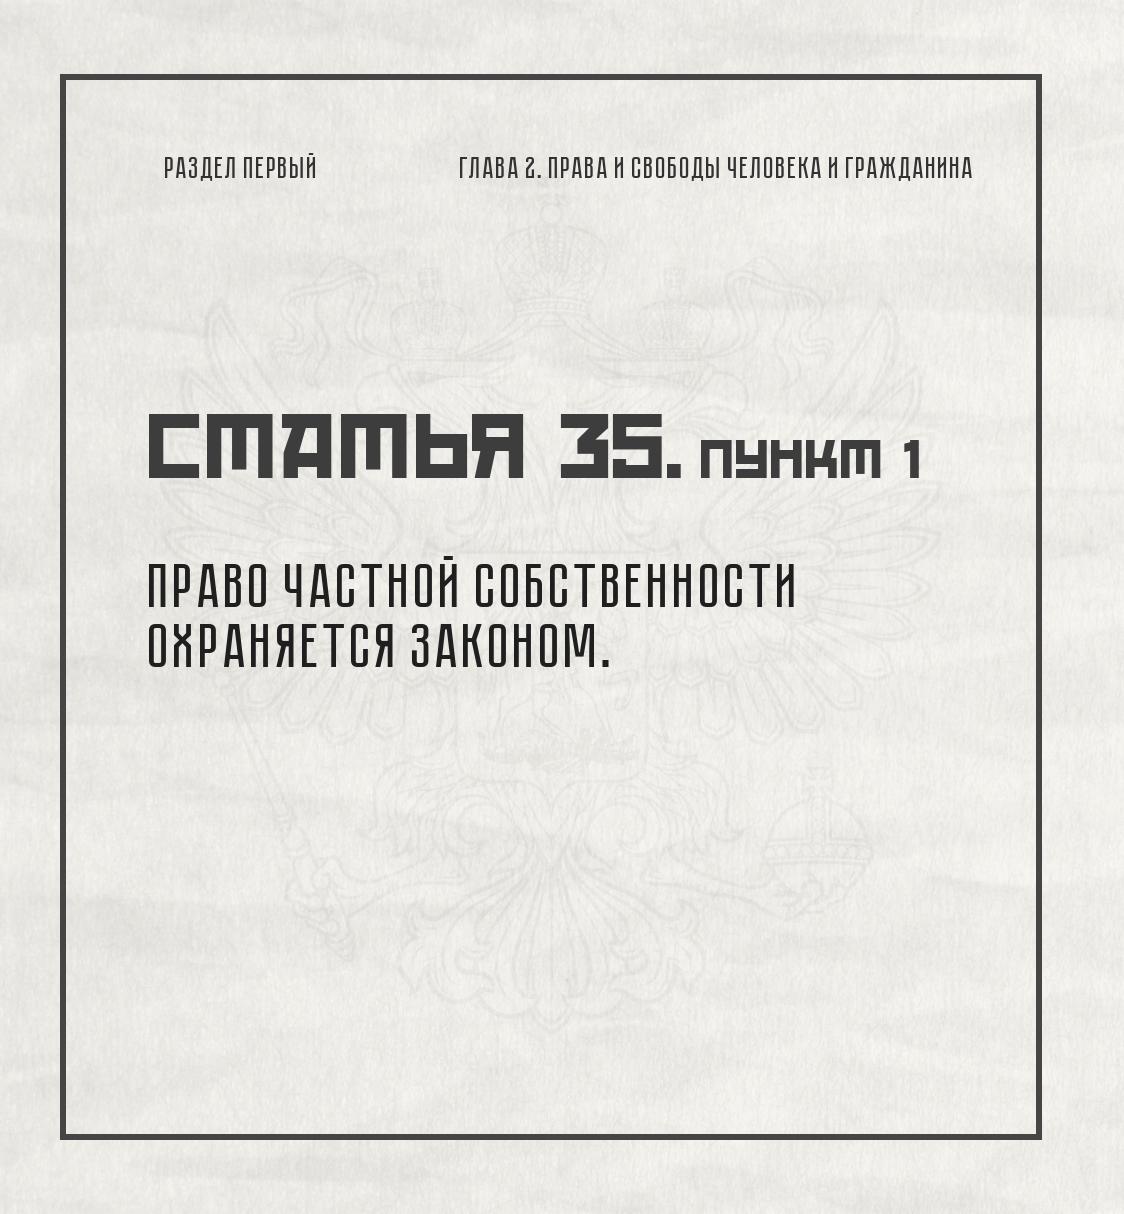 РАЗДЕЛ ПЕРВЫЙ
ГЛАВА 2. ПРАВА И СВОБОДЫ ЧЕЛОВЕКА И ГРАЖДАНИНА
СТАТЬЯ 35. ПУНКТ 1
ПРАВО ЧАСТНОЙ СОБСТВЕННОСТИ
ОХРАНЯЕТСЯ ЗАКОНОМ.